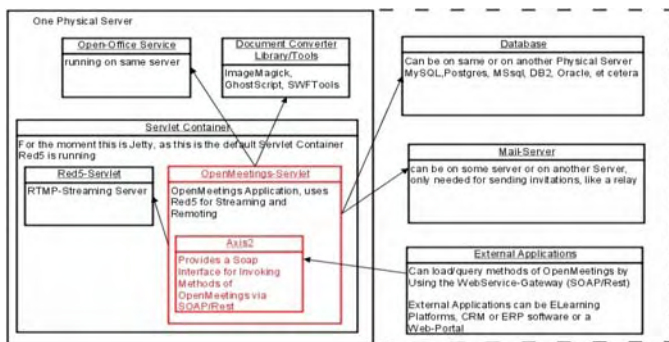 One Physical Server
Open-Office Service
running on same server
Document Converter
Library/Tools
ImageMagick,
GhostScript, SWFTools
Database
Can be on same or on another Physical Server
MySQL,Postgres, MSsql, DB2, Oracle, et cetera
Servlet Container
For the moment this is Jetty, as this is the default Servlet Container
Red5 is running
Red5-Servlet
RTMP-Streaming Server
OpenMeetings-Servlet
OpenMeetings Application, uses
Red5 for Streaming and
Remoting
Axis2
Provides a Soap
Interface for Invoking
Methods of
OpenMeetings via
SOAP/Rest
Mail-Server
can be on some server or on another Server,
only needed for sending invitations, like a relay
External Applications
Can load/query methods of OpenMeetings by
Using the WebService-Gateway (SOAP/Rest)
External Applications can be ELearning
Platforms, CRM or ERP software or a
Web-Portal